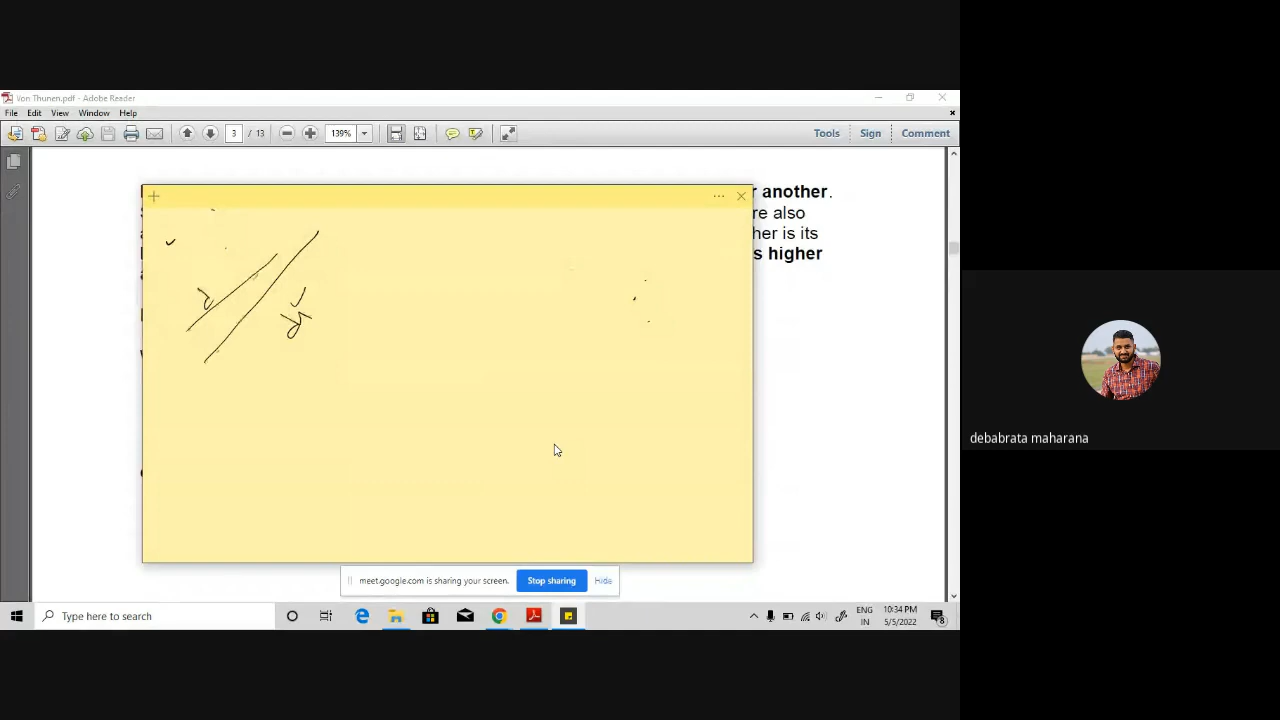 Von Thunen.pdf - Adobe Reader
File Edit View Window Help
3 / 13 139% Tools Sign Comment
another.
re also
her is its
s higher
debabrata maharana
meet.google.com is sharing your screen. Stop sharing Hide
Type here to search
ENG 10:34 PM
IN 5/5/2022 8